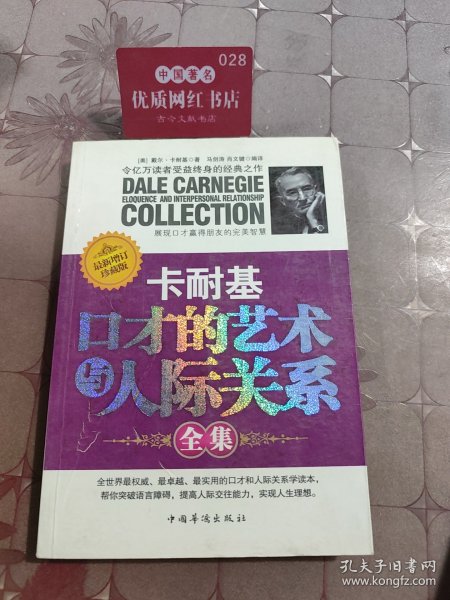 028
中国著名
优质网红书店
古今文献书店
[美] 戴尔·卡耐基◎著 马剑涛 肖文键◎编译
令亿万读者受益终身的经典之作
DALE CARNEGIE
ELOQUENCE AND INTERPERSONAL RELATIONSHIP
COLLECTION
展现口才赢得朋友的完美智慧
最新增订
珍藏版
卡耐基
口才的艺术
与人际关系
全集
全世界最权威、最卓越、最实用的口才和人际关系学读本，
帮你突破语言障碍，提高人际交往能力，实现人生理想。
中国华侨出版社
孔夫子旧书网
www.kongfz.com